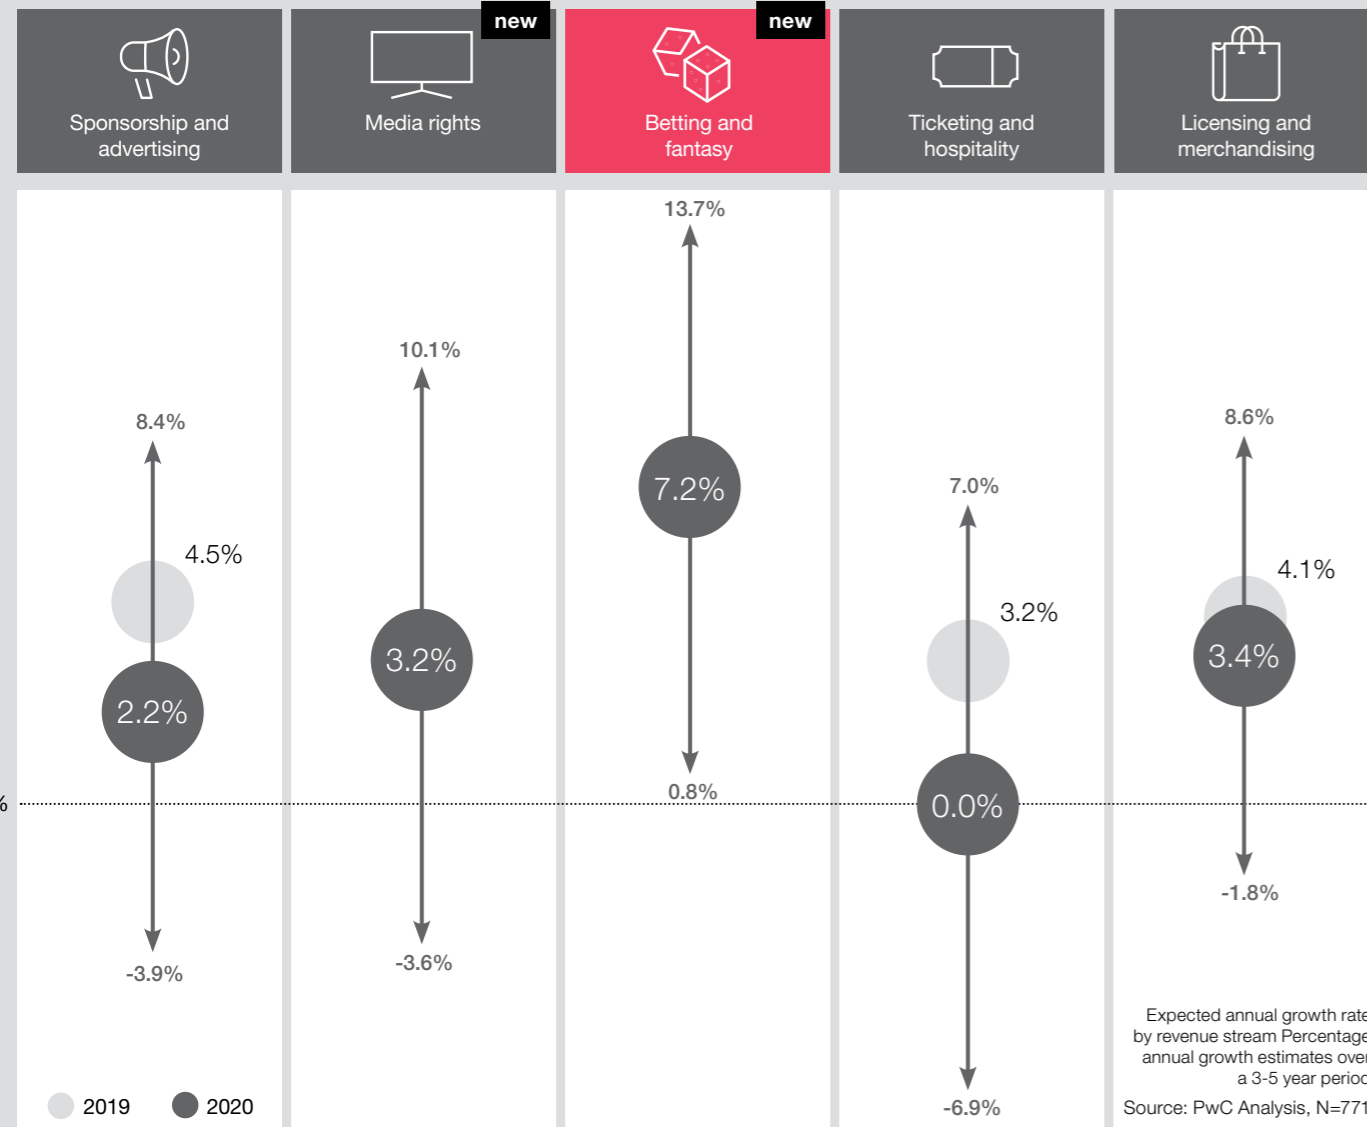 new
new
Sponsorship and
advertising
Media rights
Betting and
fantasy
Ticketing and
hospitality
Licensing and
merchandising
8.4%
4.5%
2.2%
-3.9%
10.1%
3.2%
-3.6%
13.7%
7.2%
0.8%
7.0%
3.2%
0.0%
-6.9%
8.6%
4.1%
3.4%
-1.8%
%
2019
2020
Expected annual growth rate
by revenue stream Percentage
annual growth estimates over
a 3-5 year period
Source: PwC Analysis, N=771